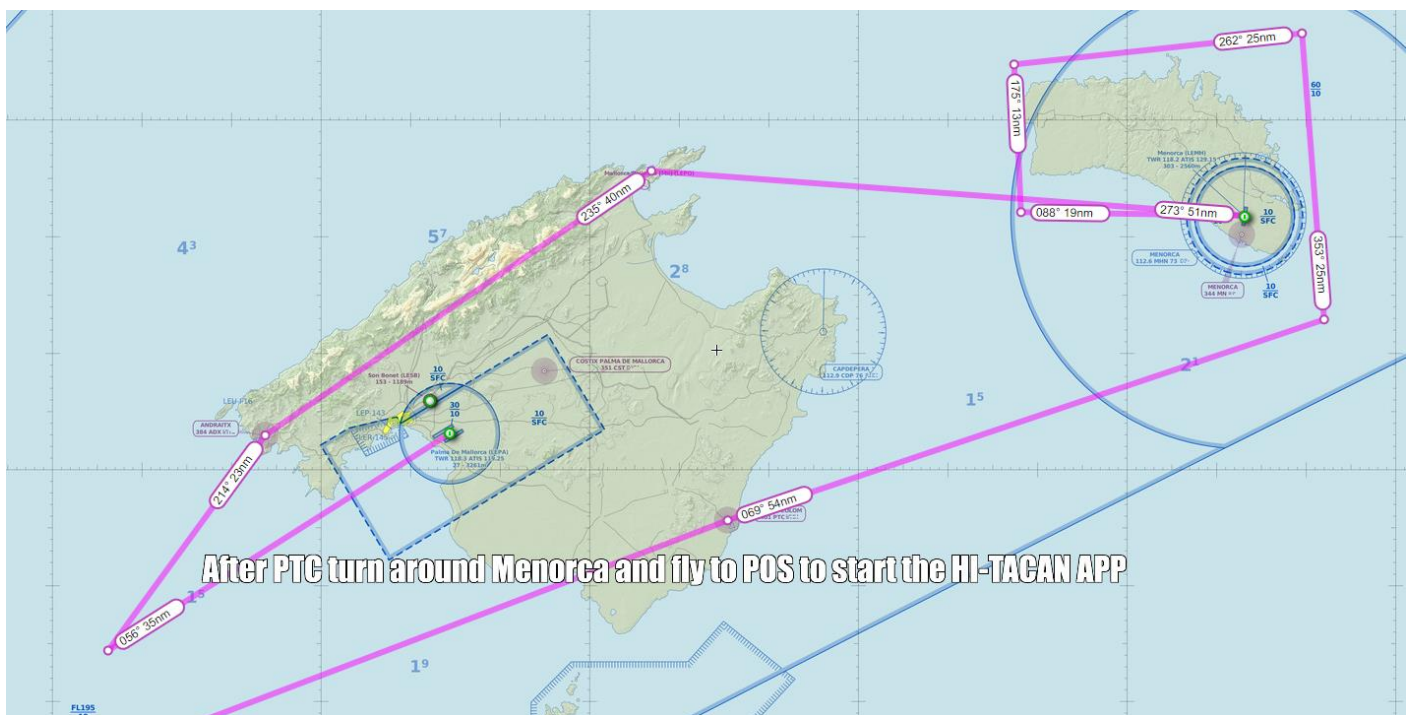 262° 25nm
175° 13nm
60
10
Menorca (LEMH)
TWR 118.2 ATIS 129.15
303 - 2560m
235° 40nm
088° 19nm
273° 51nm
10
SFC
4³
5⁷
2⁸
353° 25nm
MENORCA
112.6 MHN 73
MENORCA
344 MN
10
SFC
COSTIX PALMA DE MALLORCA
351 CST
CAPDEPERA
Son Bonet (LESB)
153 - 1189m
10
SFC
2¹
1⁵
LEU-F16
LEP-143
30
10
10
SFC
ANDRAITX
384 ADX
Palma De Mallorca (LEPA)
TWR 118.3 ATIS 119.25
27 - 3261m
214° 23nm
069° 54nm
After PTC turn around Menorca and fly to POS to start the HI-TACAN APP
1⁵
056° 35nm
1⁹
FL195